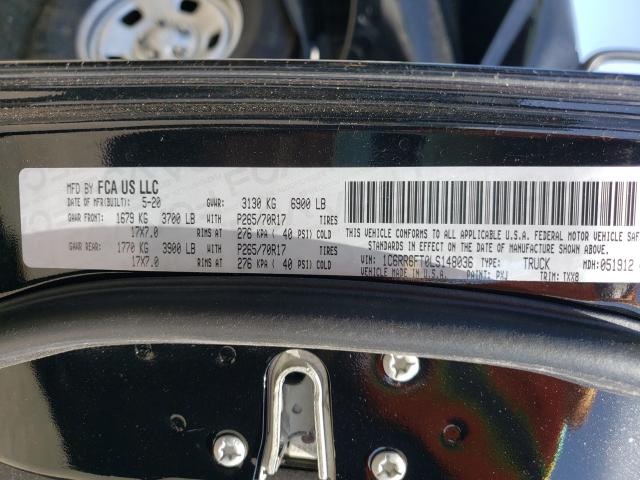 MFD BY FCA US LLC
DATE OF MFR(BUILT): 5-20 GVWR: 3130 KG 6900 LB
GAWR FRONT: 1679 KG 3700 LB WITH P265/70R17 TIRES
17X7.0 RIMS AT 276 KPA ( 40 PSI) COLD
GAWR REAR: 1770 KG 3900 LB WITH P265/70R17 TIRES
17X7.0 RIMS AT 276 KPA ( 40 PSI) COLD
THIS VEHICLE CONFORMS TO ALL APPLICABLE U.S.A. FEDERAL MOTOR VEHICLE SAF
STANDARDS IN EFFECT ON THE DATE OF MANUFACTURE SHOWN ABOVE.
VIN: 1C6RR6FT0LS148036 TYPE: TRUCK MDH:051912
PAINT: PXJ TRIM: TXX8